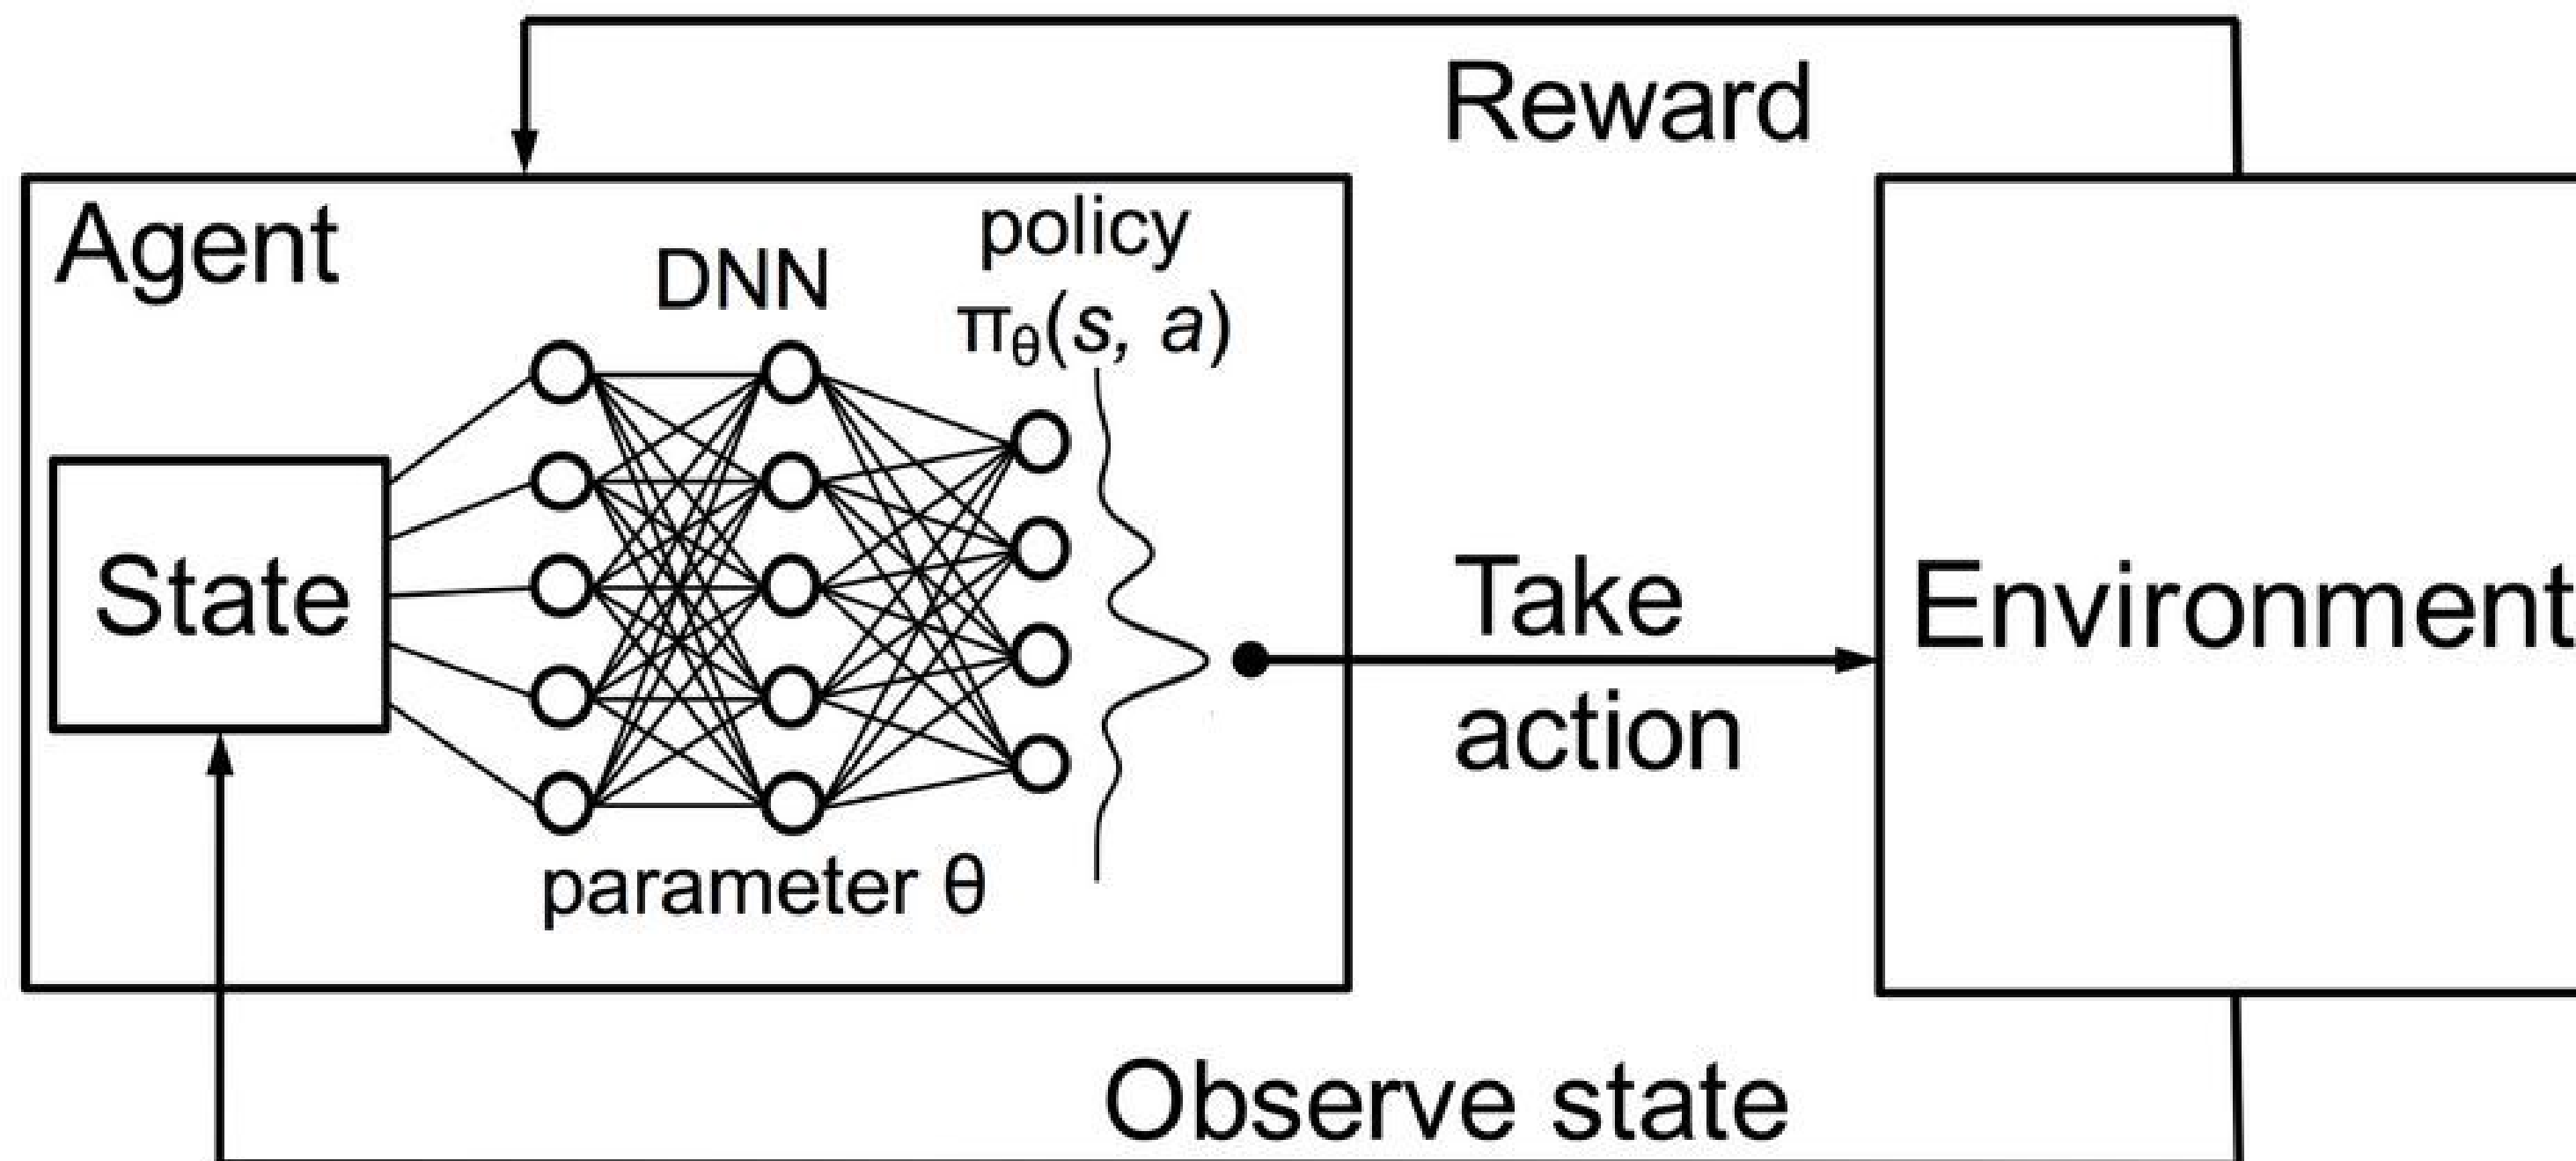 Reward
Agent
policy
DNN
πθ(s, a)
State
Take
action
Environment
parameter θ
Observe state